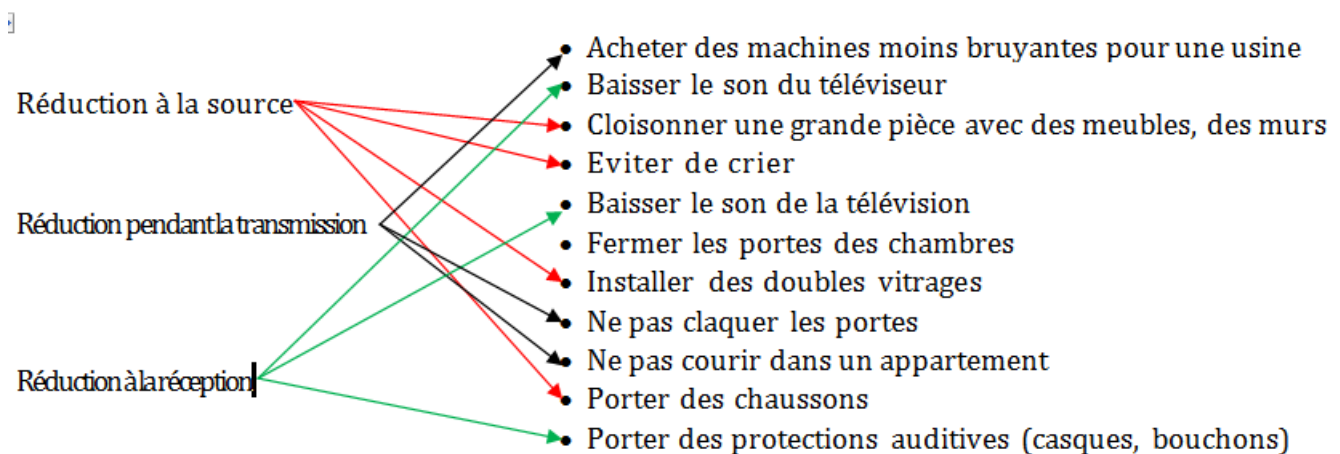 Réduction à la source
Réduction pendant la transmission
Réduction à la réception
• Acheter des machines moins bruyantes pour une usine
• Baisser le son du téléviseur
• Cloisonner une grande pièce avec des meubles, des murs
• Eviter de crier
• Baisser le son de la télévision
• Fermer les portes des chambres
• Installer des doubles vitrages
• Ne pas claquer les portes
• Ne pas courir dans un appartement
• Porter des chaussons
• Porter des protections auditives (casques, bouchons)